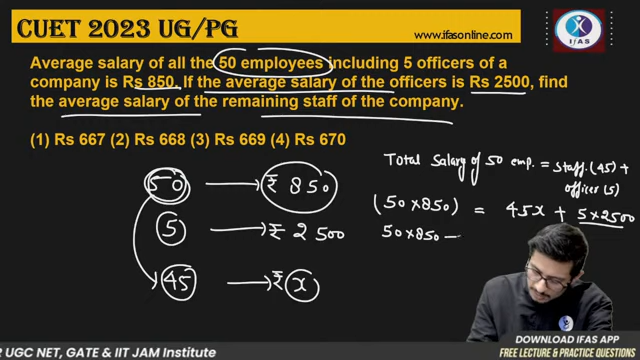 CUET 2023 UG/PG
www.ifasonline.com
IFAS
Average salary of all the 50 employees including 5 officers of a
company is Rs 850. If the average salary of the officers is Rs 2500, find
the average salary of the remaining staff of the company.
(1) Rs 667 (2) Rs 668 (3) Rs 669 (4) Rs 670
Total Salary of 50 emp. = Staff (45) +
officer (5)
50 → ₹ 850
(50 × 850) = 45x + 5 × 2500
5 → ₹ 2500
50 × 850 –
45 → ₹ x
UGC NET, GATE & IIT JAM Institute
DOWNLOAD IFAS APP
FREE LECTURE & PRACTICE QUESTIONS